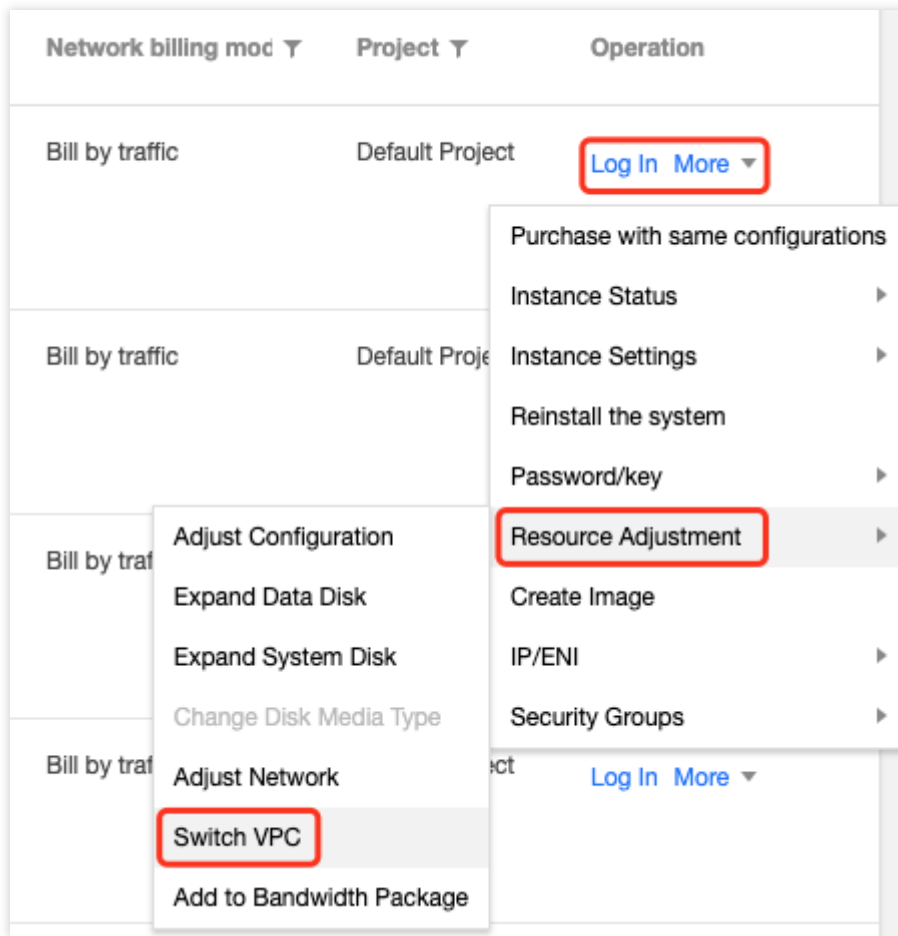 Network billing mod Project Operation
Bill by traffic Default Project Log In More
Purchase with same configurations
Instance Status
Bill by traffic Default Proje Instance Settings
Reinstall the system
Password/key
Adjust Configuration Resource Adjustment
Bill by traf
Expand Data Disk Create Image
Expand System Disk IP/ENI
Change Disk Media Type Security Groups
Bill by traf Adjust Network ect Log In More
Switch VPC
Add to Bandwidth Package